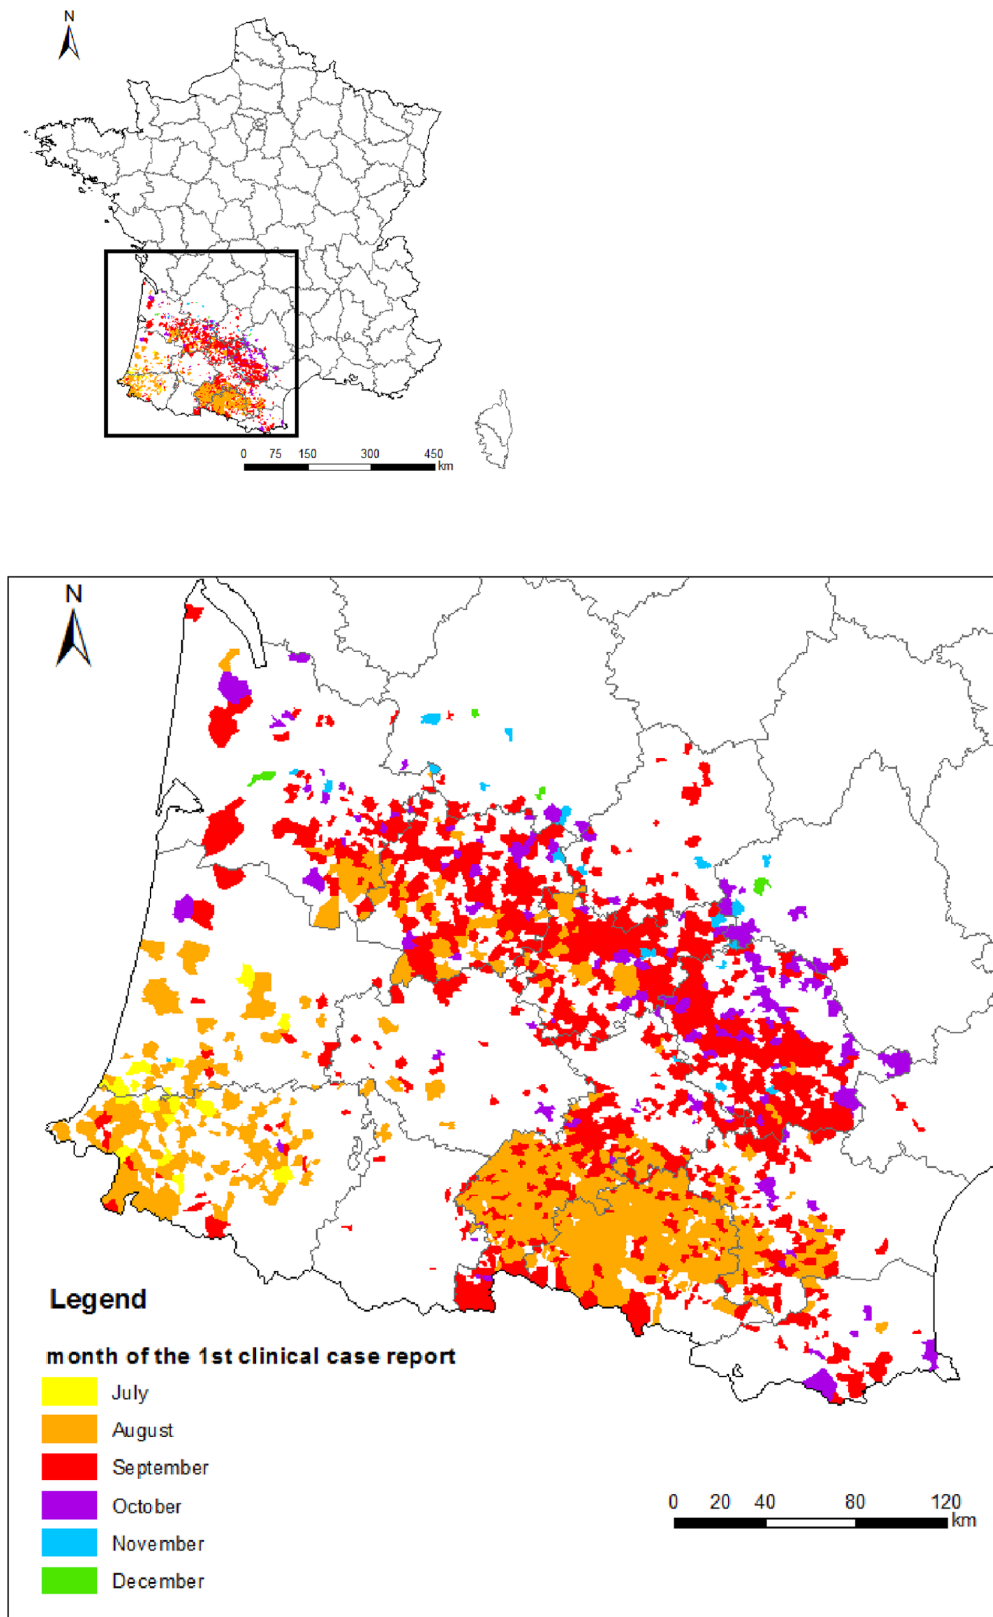 N
0 75 150 300 450
km
N
Legend
month of the 1st clinical case report
July
August
September
October
November
December
0 20 40 80 120
km